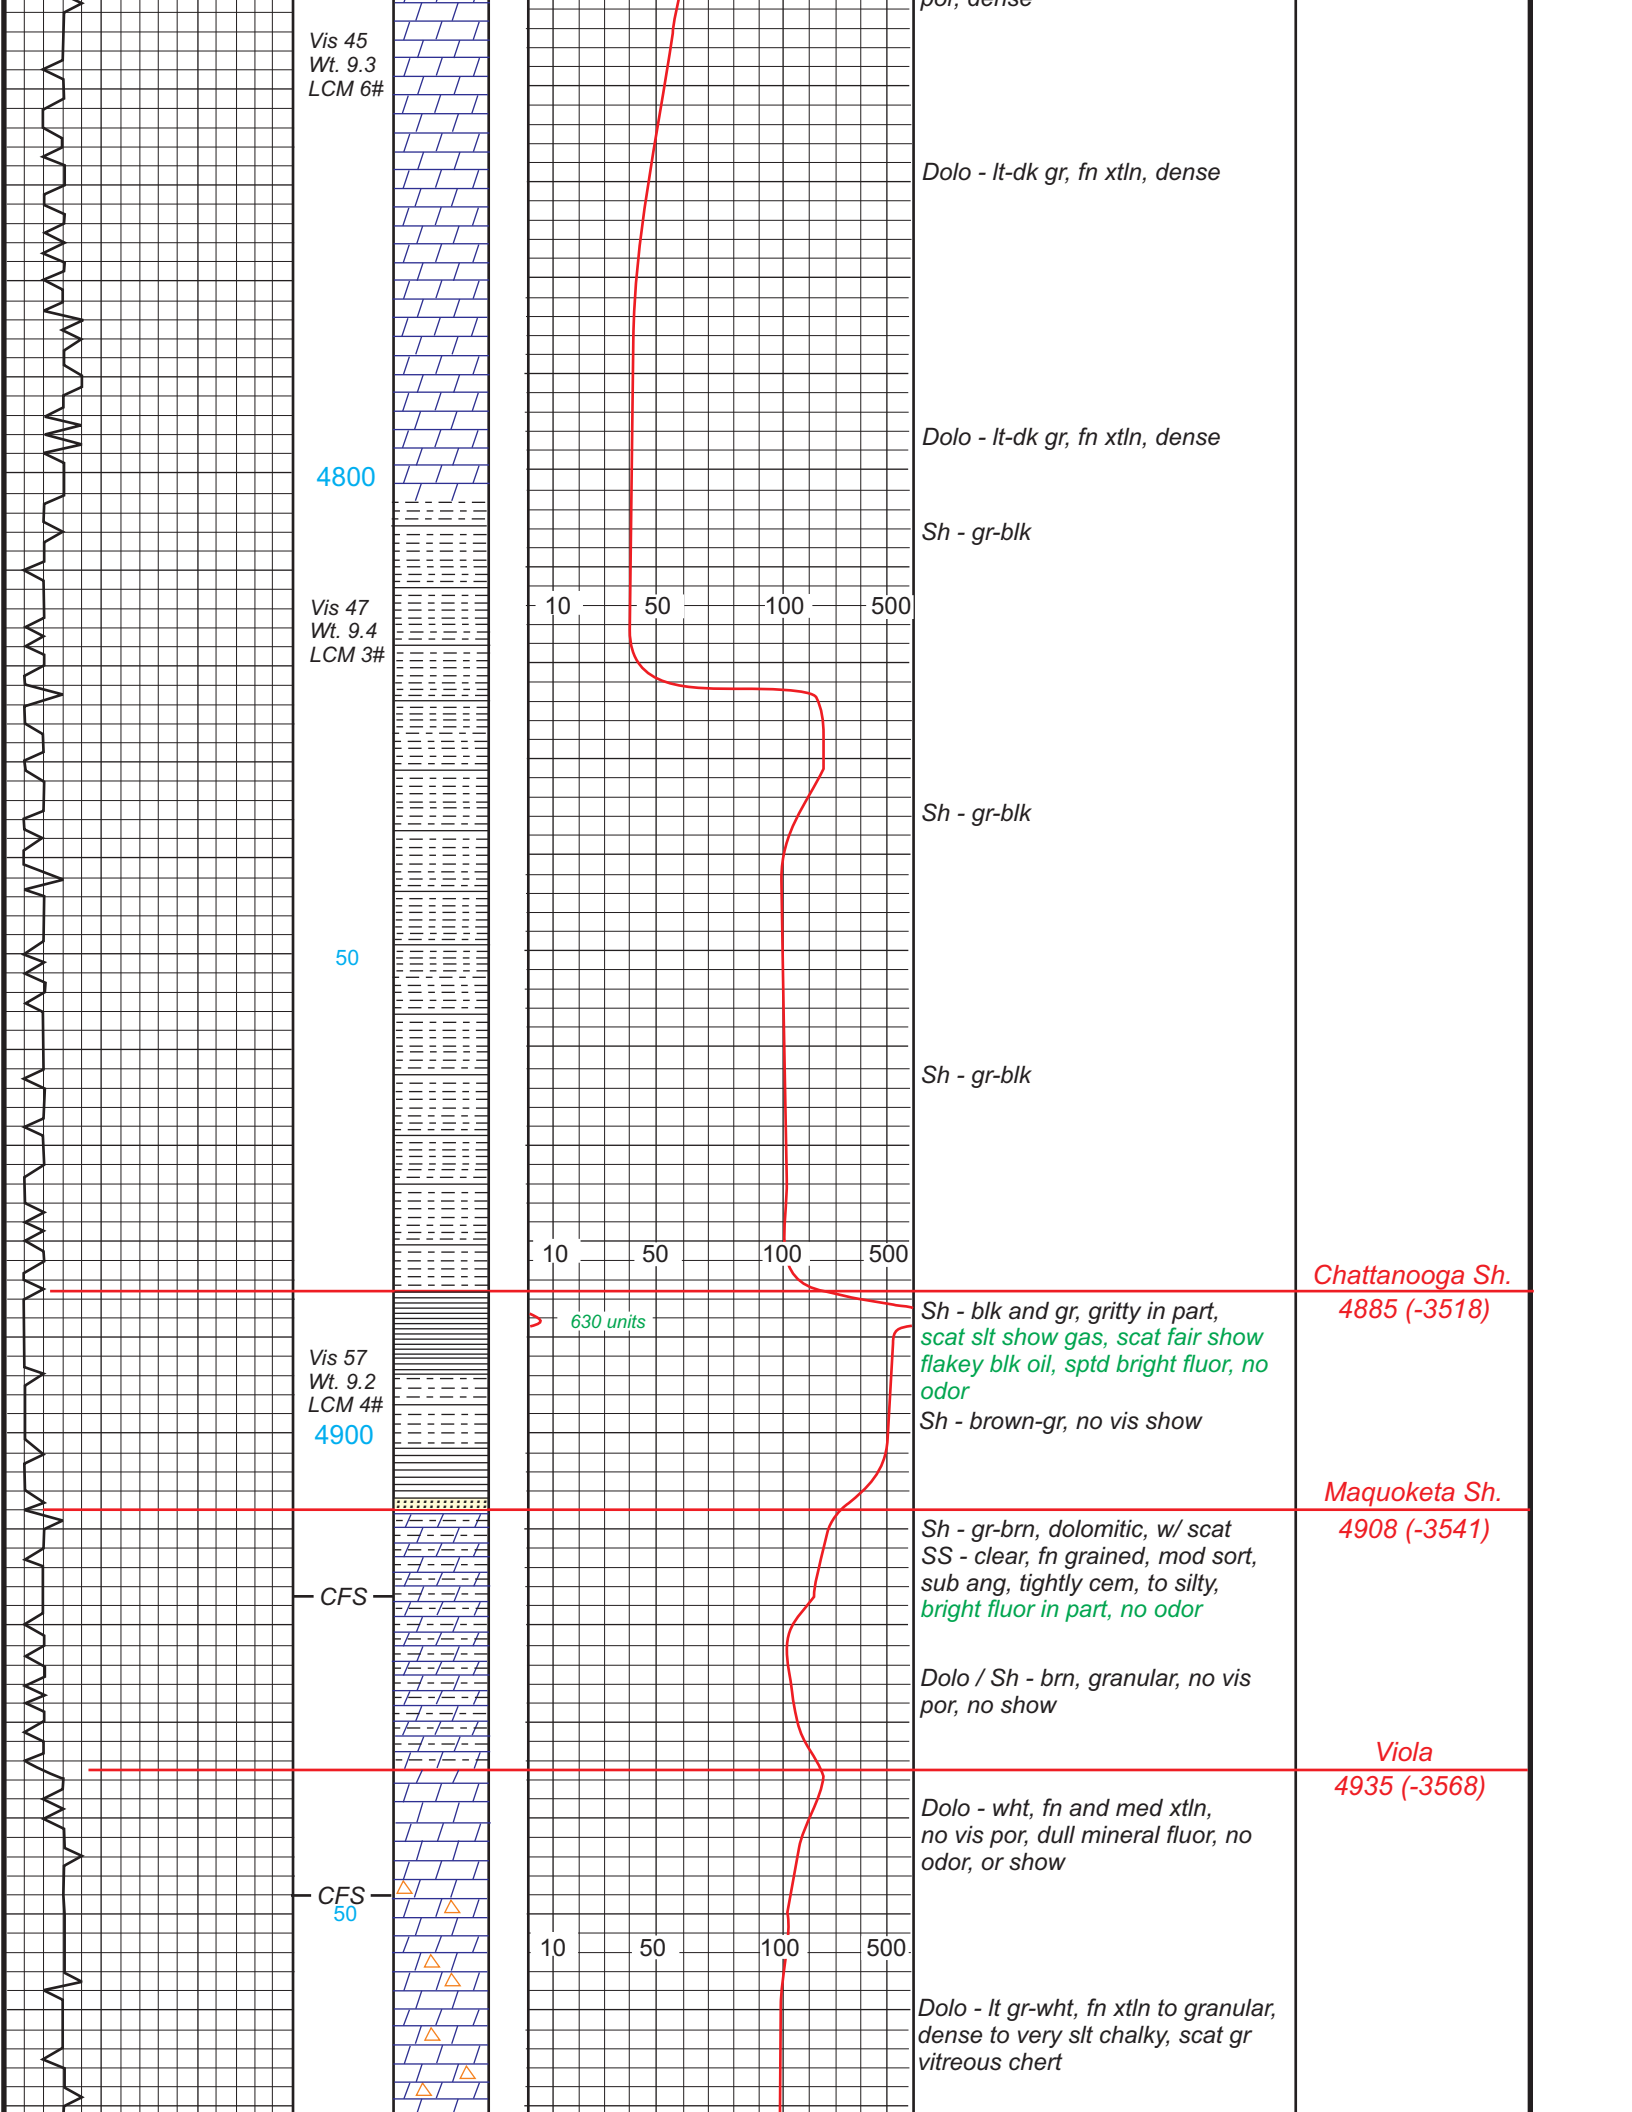 por, dense
Vis 45
Wt. 9.3
LCM 6#
Dolo - lt-dk gr, fn xtln, dense
Dolo - lt-dk gr, fn xtln, dense
4800
Sh - gr-blk
Vis 47
Wt. 9.4
LCM 3#
10 50 100 500
Sh - gr-blk
50
Sh - gr-blk
10 50 100 500
Chattanooga Sh.
4885 (-3518)
630 units
Sh - blk and gr, gritty in part,
scat slt show gas, scat fair show
flakey blk oil, sptd bright fluor, no
odor
Vis 57
Wt. 9.2
LCM 4#
4900
Sh - brown-gr, no vis show
Maquoketa Sh.
4908 (-3541)
Sh - gr-brn, dolomitic, w/ scat
SS - clear, fn grained, mod sort,
sub ang, tightly cem, to silty,
bright fluor in part, no odor
CFS
Dolo / Sh - brn, granular, no vis
por, no show
Viola
4935 (-3568)
Dolo - wht, fn and med xtln,
no vis por, dull mineral fluor, no
odor, or show
CFS
50
10 50 100 500
Dolo - lt gr-wht, fn xtln to granular,
dense to very slt chalky, scat gr
vitreous chert